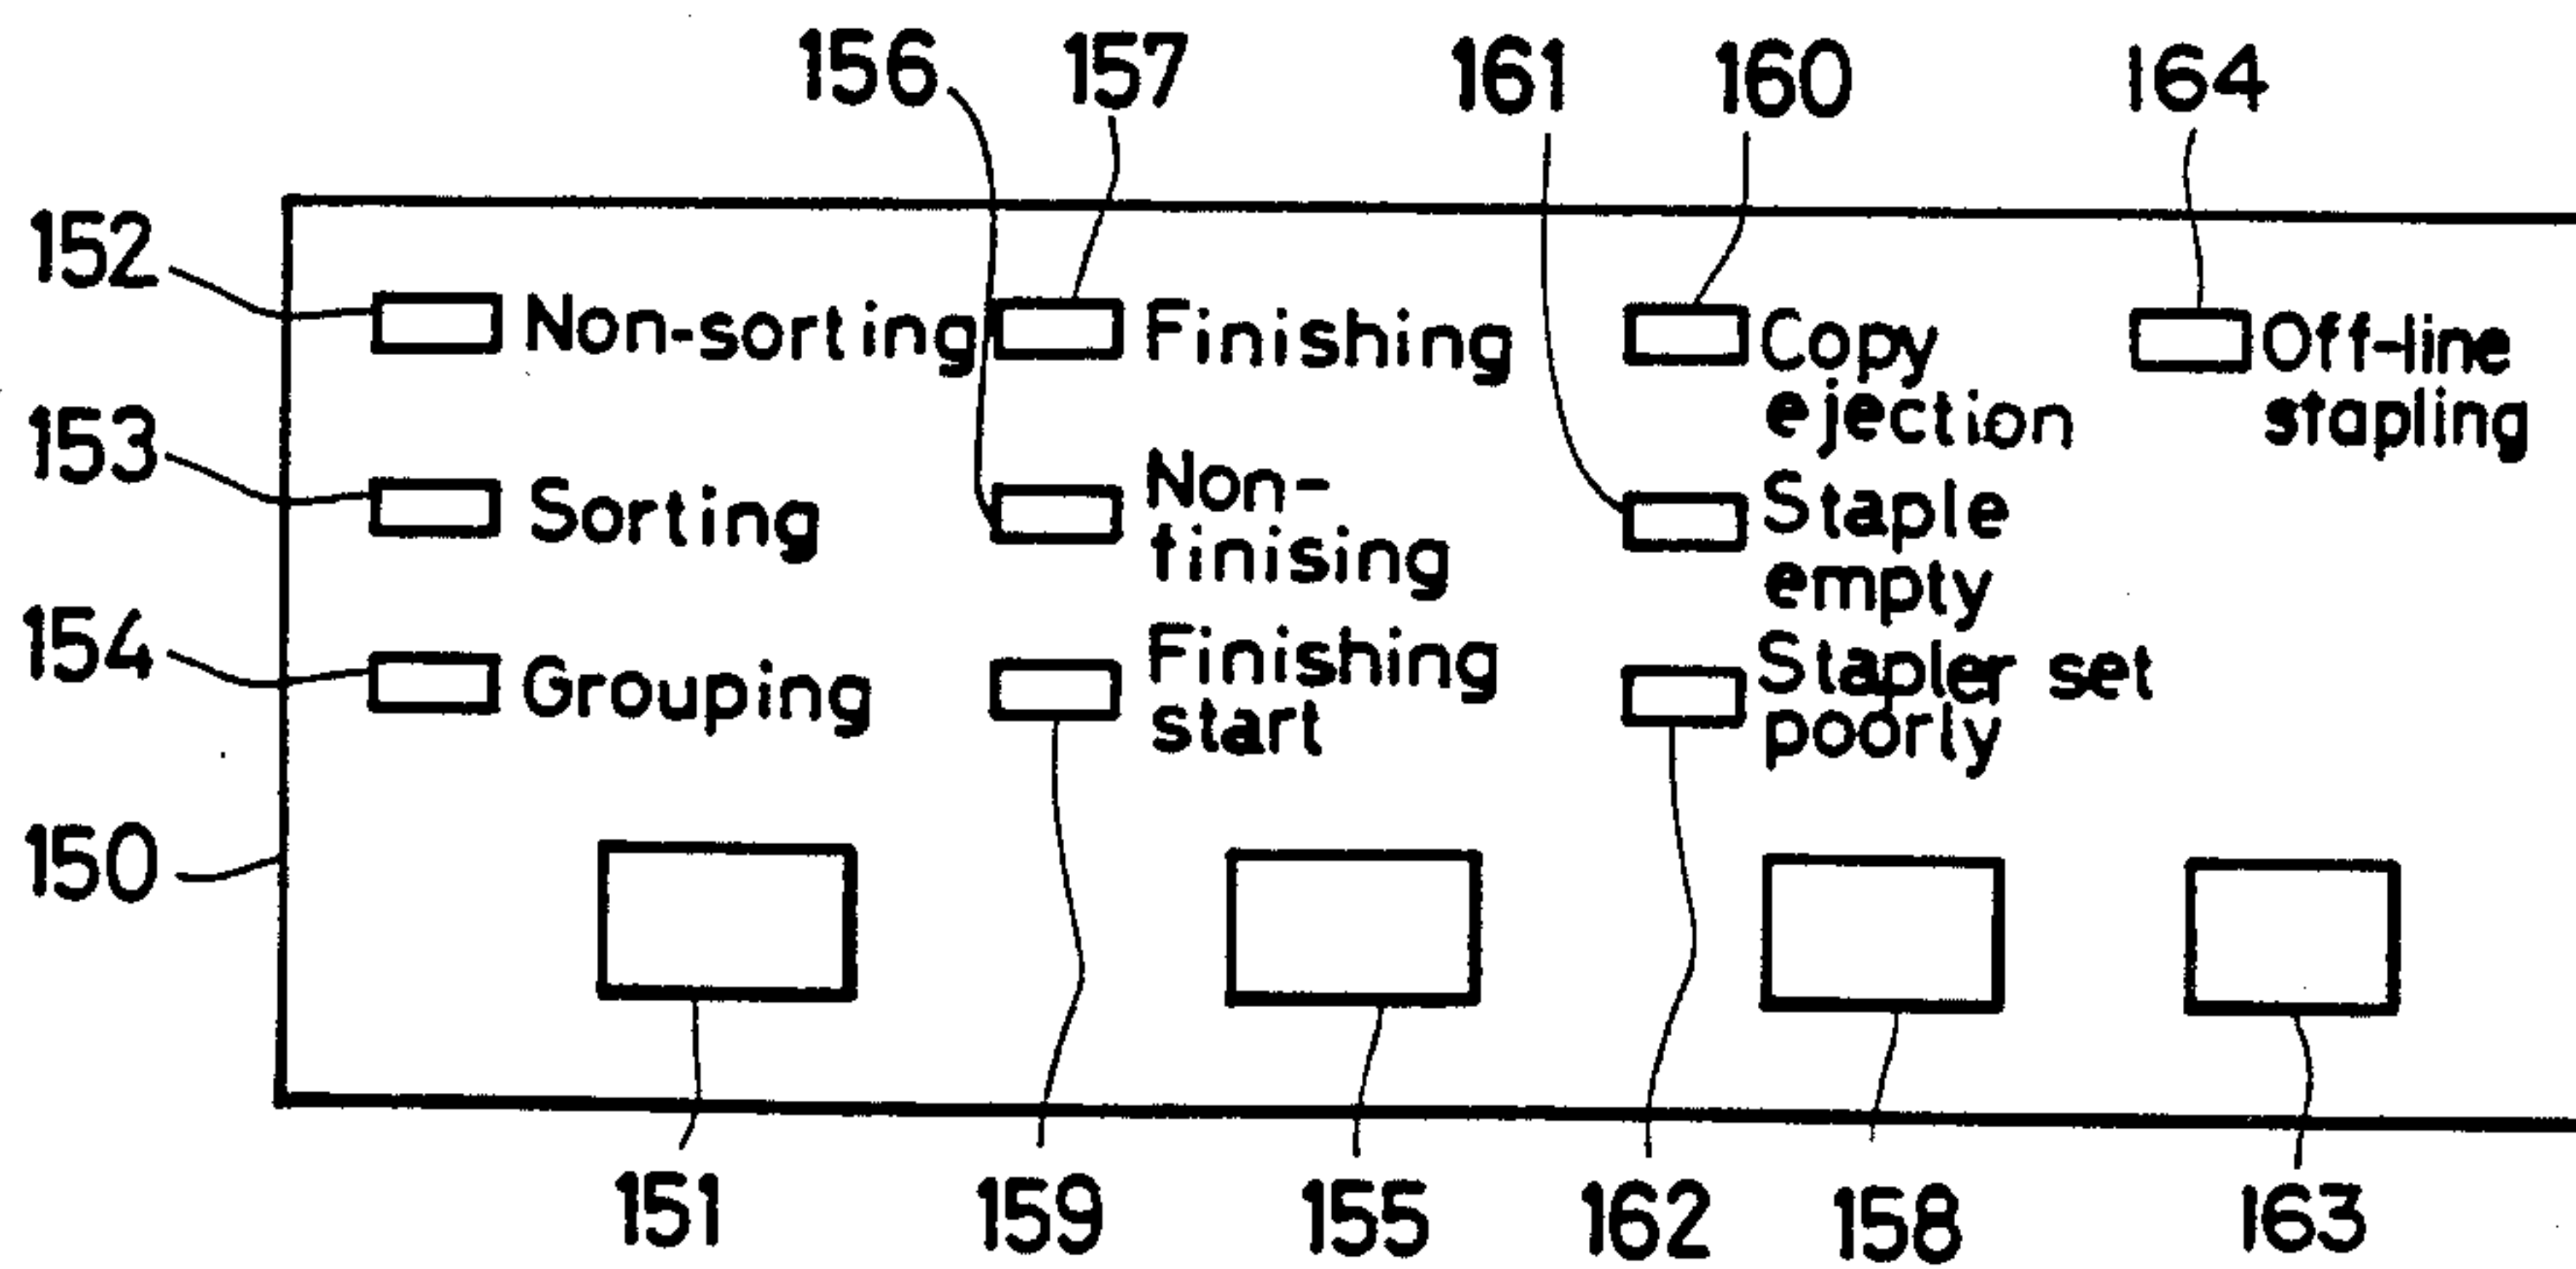 156 157 161 160 164
152 Non-sorting Finishing Copy ejection Off-line stapling
153 Sorting Non-finising Staple empty
154 Grouping Finishing start Stapler set poorly
150
151 159 155 162 158 163